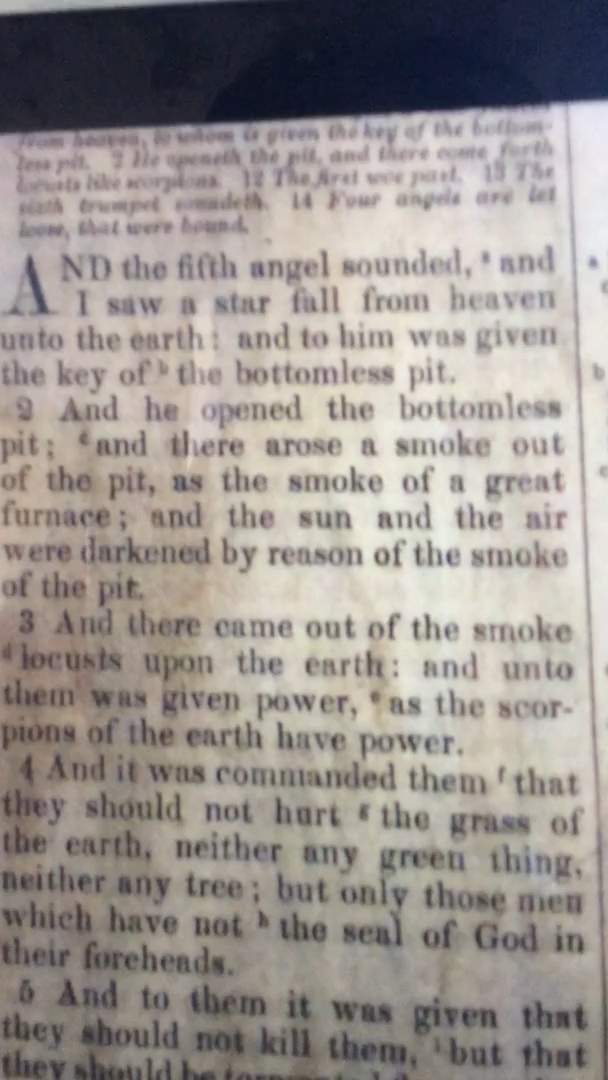 from heaven, to whom is given the key of the bottom-
less pit. 2 He openeth the pit, and there come forth
locusts like scorpions. 12 The first woe past. 13 The
sixth trumpet soundeth. 14 Four angels are let
loose, that were bound.
AND the fifth angel sounded, a and
I saw a star fall from heaven
unto the earth: and to him was given
the key of b the bottomless pit.
2 And he opened the bottomless
pit; c and there arose a smoke out
of the pit, as the smoke of a great
furnace; and the sun and the air
were darkened by reason of the smoke
of the pit.
3 And there came out of the smoke
d locusts upon the earth: and unto
them was given power, e as the scor-
pions of the earth have power.
4 And it was commanded them f that
they should not hurt g the grass of
the earth, neither any green thing,
neither any tree; but only those men
which have not h the seal of God in
their foreheads.
5 And to them it was given that
they should not kill them, i but that
they should be